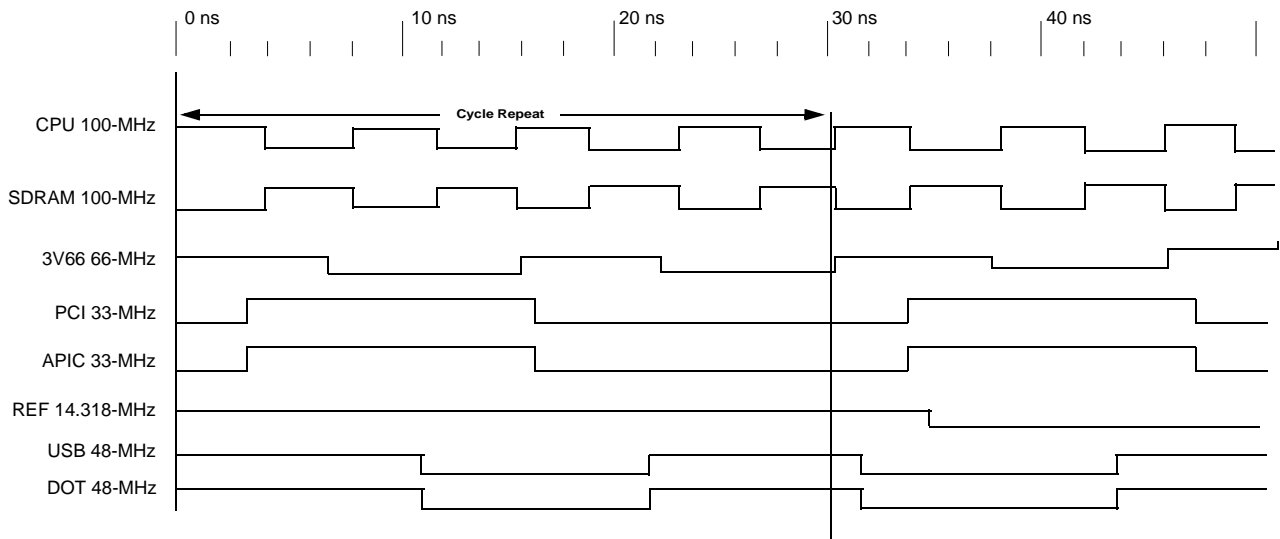 0 ns
10 ns
20 ns
30 ns
40 ns
Cycle Repeat
CPU 100-MHz
SDRAM 100-MHz
3V66 66-MHz
PCI 33-MHz
APIC 33-MHz
REF 14.318-MHz
USB 48-MHz
DOT 48-MHz